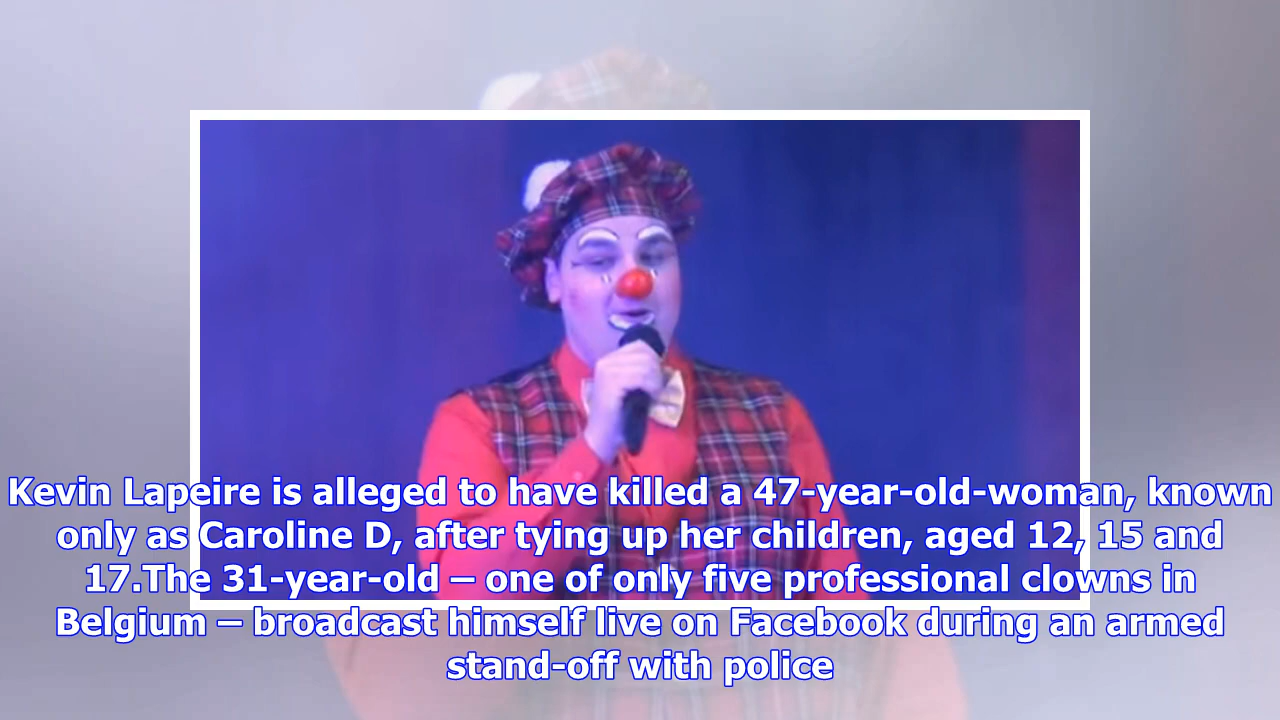 Kevin Lapeire is alleged to have killed a 47-year-old-woman, known
only as Caroline D, after tying up her children, aged 12, 15 and
17.The 31-year-old – one of only five professional clowns in
Belgium – broadcast himself live on Facebook during an armed
stand-off with police